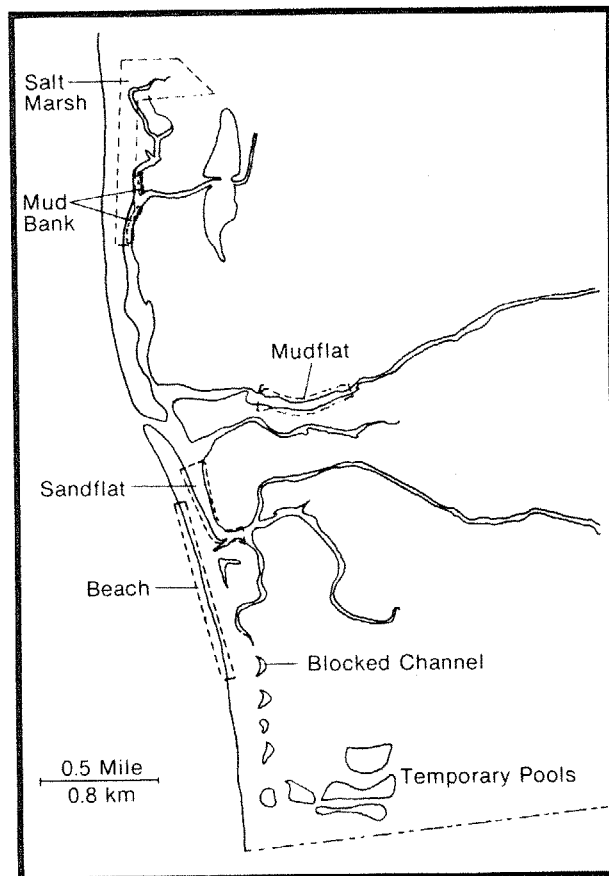 Salt
Marsh
Mud
Bank
Mudflat
Sandflat
Beach
Blocked Channel
0.5 Mile
0.8 km
Temporary Pools